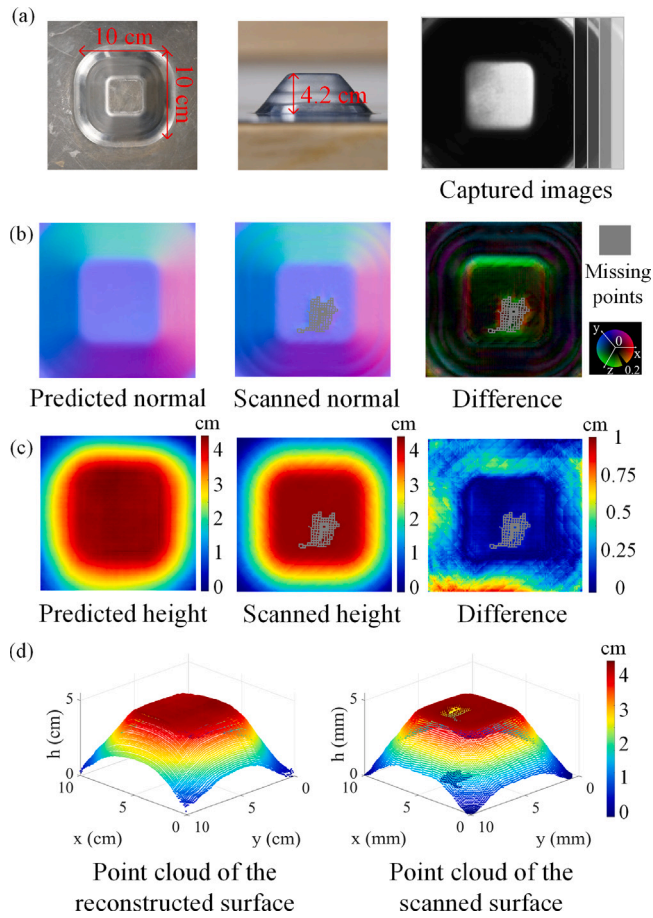 (a)
10 cm
10 cm
4.2 cm
Captured images
(b)
Missing
points
y
0
x
z
0.2
Predicted normal
Scanned normal
Difference
(c)
cm
4
3
2
1
0
cm
4
3
2
1
0
cm
1
0.75
0.5
0.25
0
Predicted height
Scanned height
Difference
(d)
cm
4
3
2
1
0
5
h (cm)
0
10
5
0
x (cm)
10
5
0
y (cm)
5
h (mm)
0
10
5
0
x (mm)
10
5
0
y (mm)
Point cloud of the
reconstructed surface
Point cloud of the
scanned surface